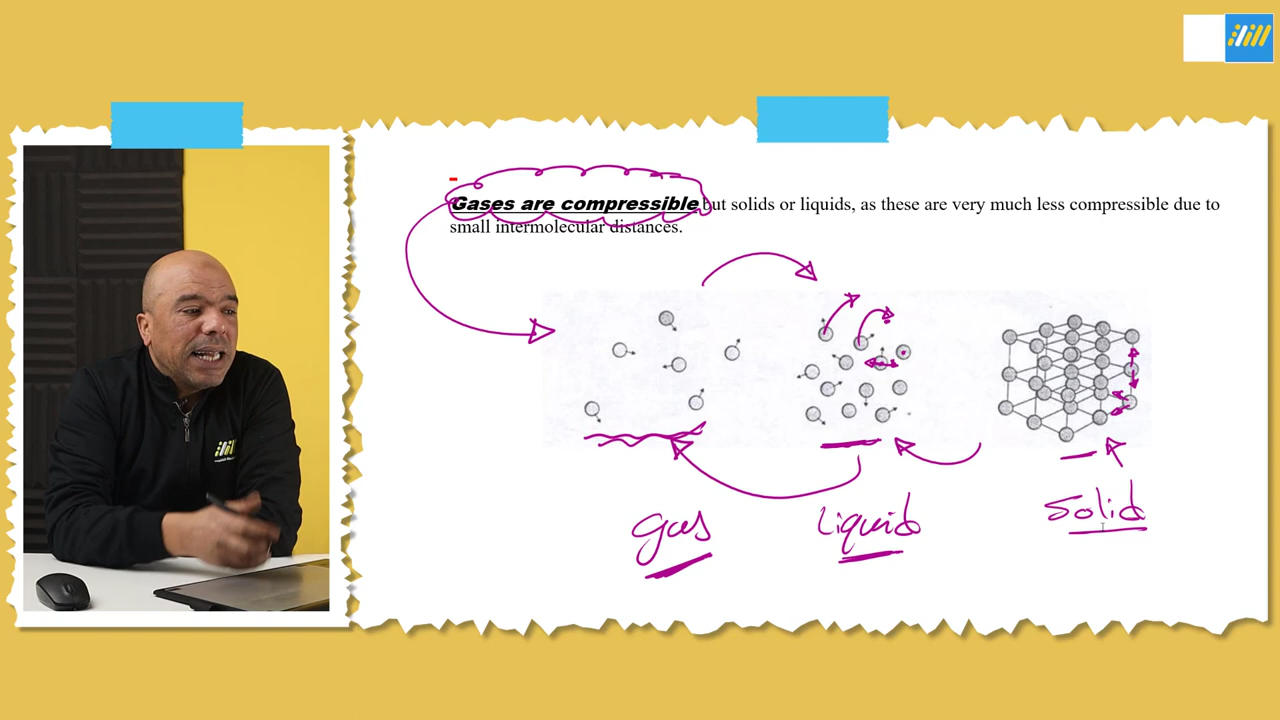 Gases are compressible but solids or liquids, as these are very much less compressible due to
small intermolecular distances.
gas
Liquid
Solid